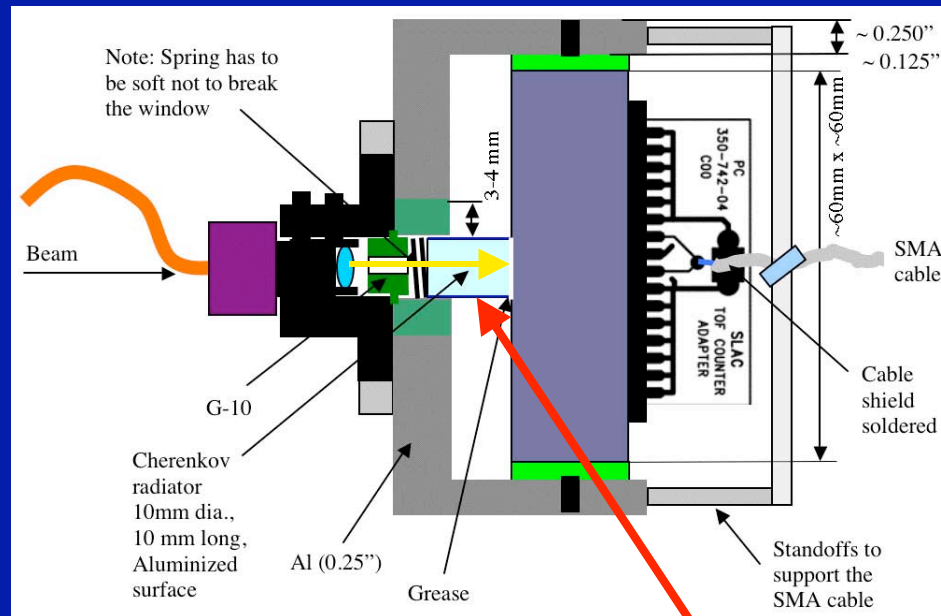 Note: Spring has to
be soft not to break
the window
~ 0.250”
~ 0.125”
3-4 mm
~60mm x ~60mm
PC
350-742-04
C00
Beam
SMA
cable
SLAC
TOF COUNTER
ADAPTER
G-10
Cable
shield
soldered
Cherenkov
radiator
10mm dia.,
10 mm long,
Aluminized
surface
Al (0.25”)
Grease
Standoffs to
support the
SMA cable